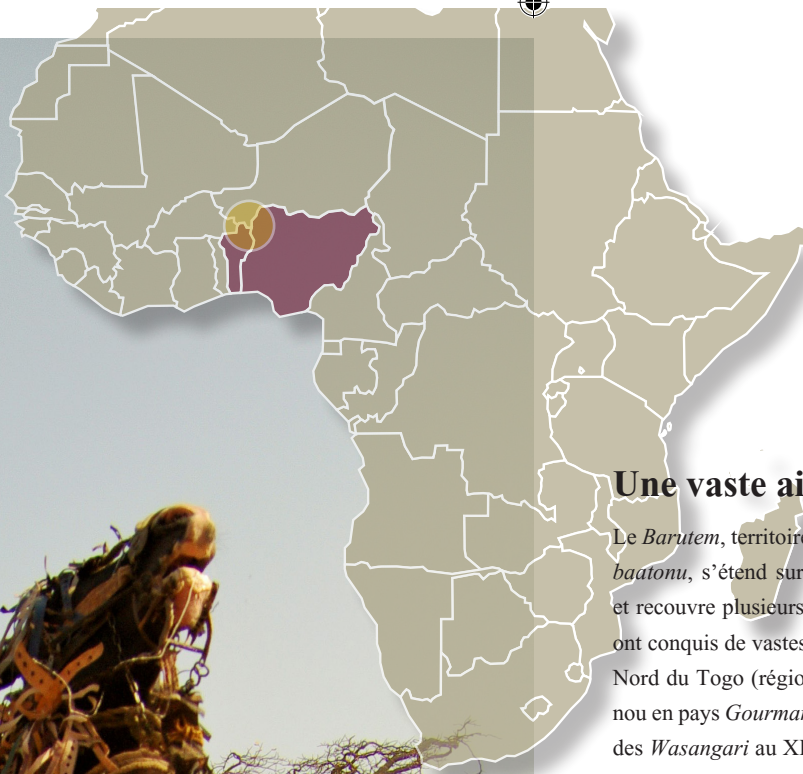 Une vaste ai
Le Barutem, territoire
baatonu, s’étend sur
et recouvre plusieurs
ont conquis de vastes
Nord du Togo (régio
nou en pays Gourma
des Wasangari au XI